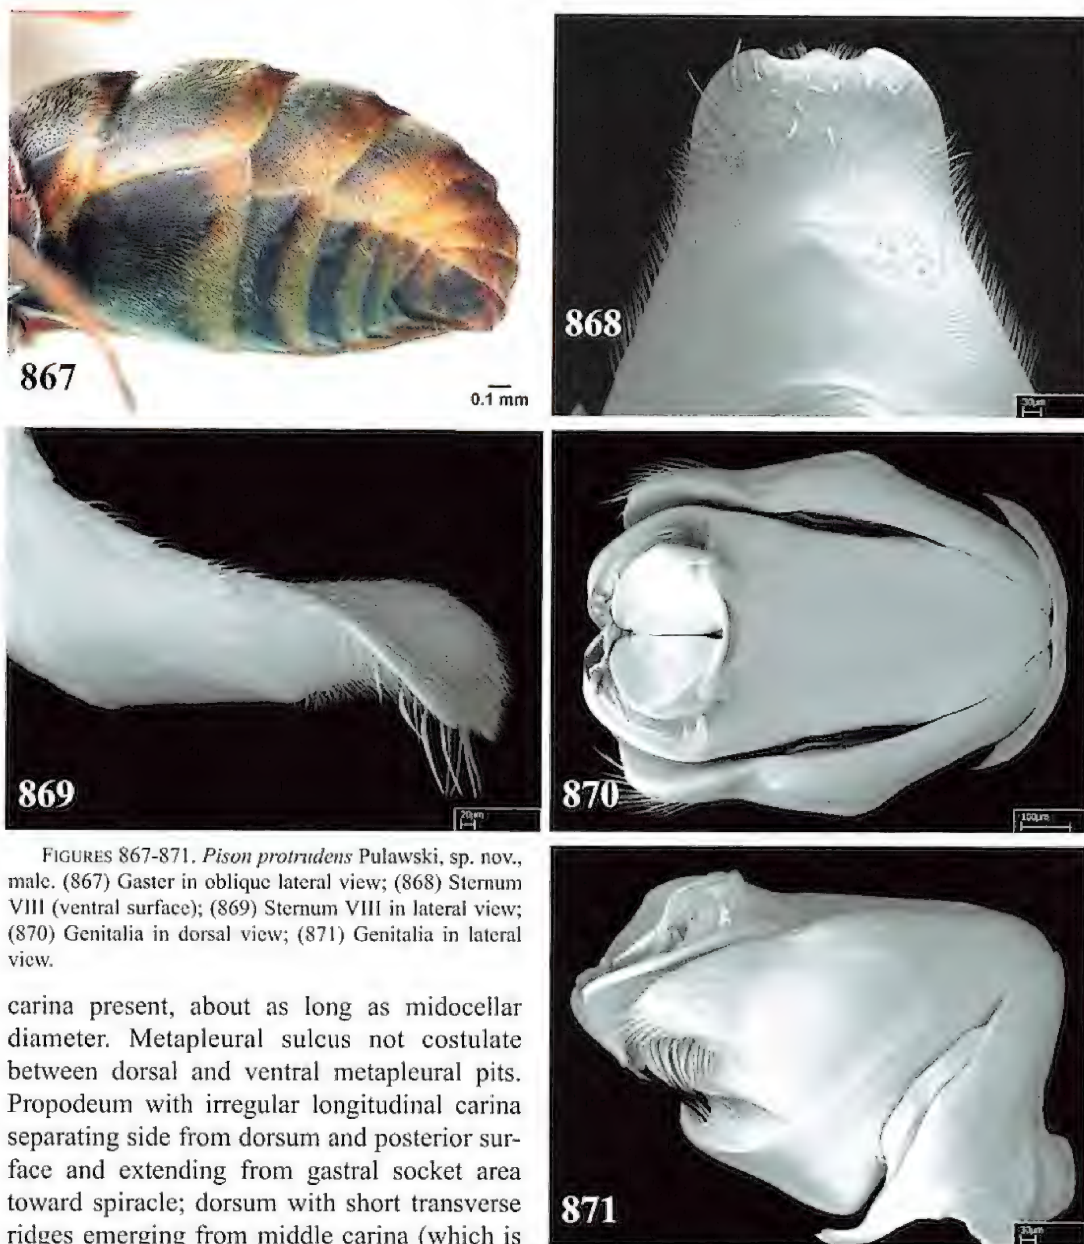 867
0.1 mm
868
30µm
869
20µm
870
100µm
FIGURES 867-871. Pison protrudens Pulawski, sp. nov.,
male. (867) Gaster in oblique lateral view; (868) Sternum
VIII (ventral surface); (869) Sternum VIII in lateral view;
(870) Genitalia in dorsal view; (871) Genitalia in lateral
view.
carina present, about as long as midocellar
diameter. Metapleural sulcus not costulate
between dorsal and ventral metapleural pits.
Propodeum with irregular longitudinal carina
separating side from dorsum and posterior sur-
face and extending from gastral socket area
toward spiracle; dorsum with short transverse
ridges emerging from middle carina (which is
871
30µm